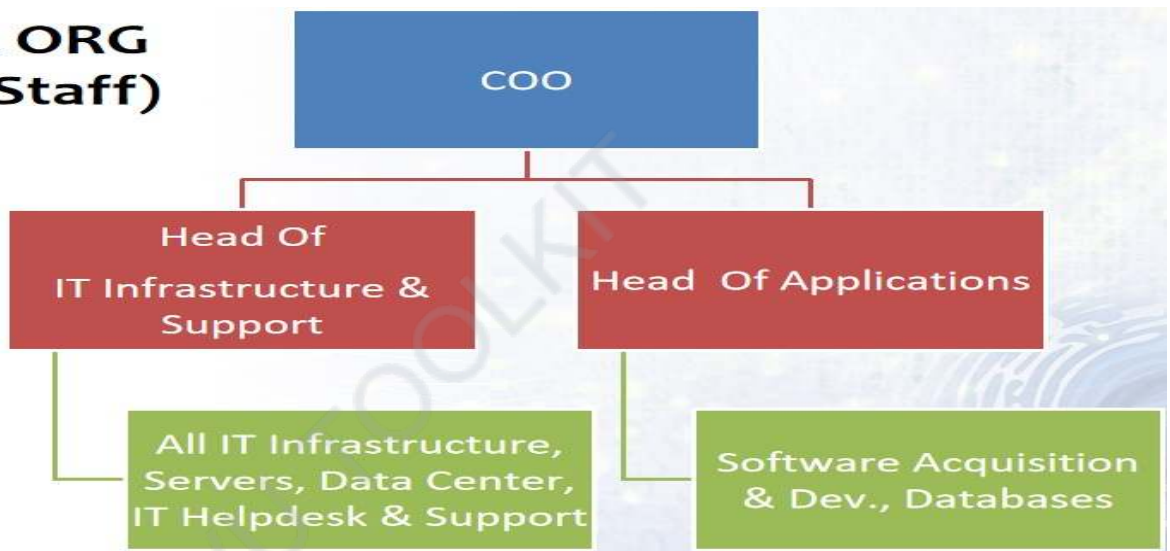 ORG
Staff)
COO
Head Of
IT Infrastructure &
Support
Head Of Applications
All IT Infrastructure,
Servers, Data Center,
IT Helpdesk & Support
Software Acquisition
& Dev., Databases
TOOLKIT